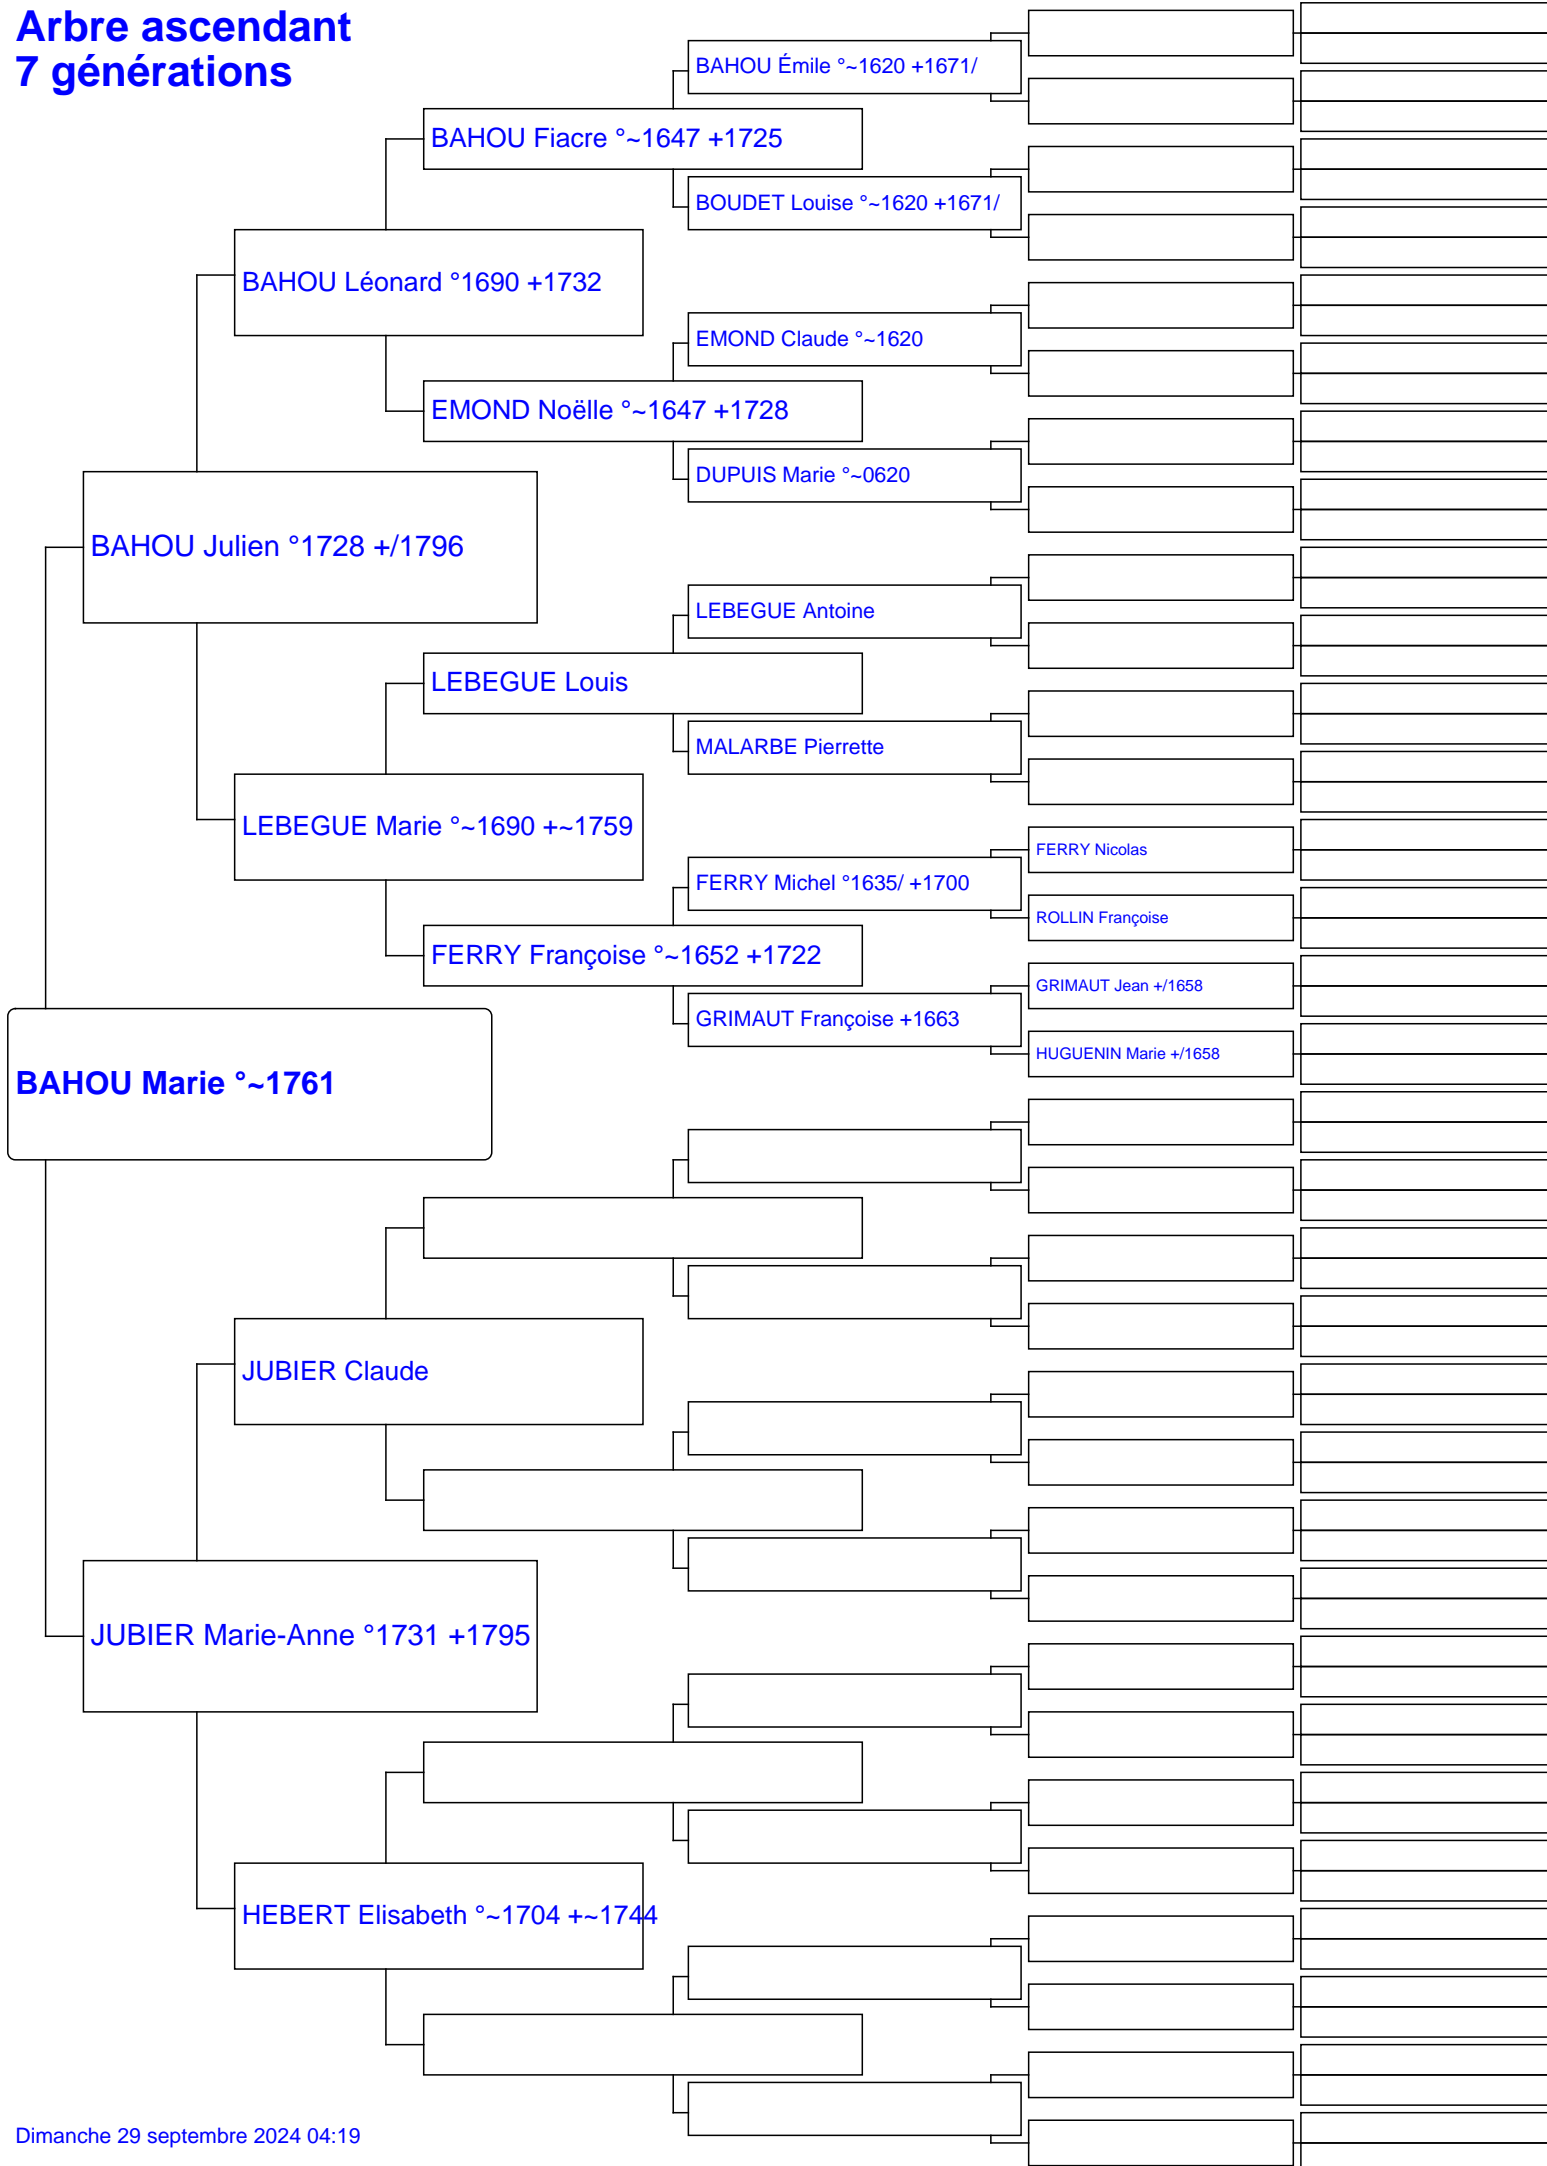 Arbre ascendant
7 générations
BAHOU Émile °~1620 +1671/
BAHOU Fiacre °~1647 +1725
BOUDET Louise °~1620 +1671/
BAHOU Léonard °1690 +1732
EMOND Claude °~1620
EMOND Noëlle °~1647 +1728
DUPUIS Marie °~0620
BAHOU Julien °1728 +/1796
LEBEGUE Antoine
LEBEGUE Louis
MALARBE Pierrette
LEBEGUE Marie °~1690 +~1759
FERRY Nicolas
FERRY Michel °1635/ +1700
ROLLIN Françoise
FERRY Françoise °~1652 +1722
GRIMAUT Jean +/1658
GRIMAUT Françoise +1663
HUGUENIN Marie +/1658
BAHOU Marie °~1761
JUBIER Claude
JUBIER Marie-Anne °1731 +1795
HEBERT Elisabeth °~1704 +~1744
Dimanche 29 septembre 2024 04:19